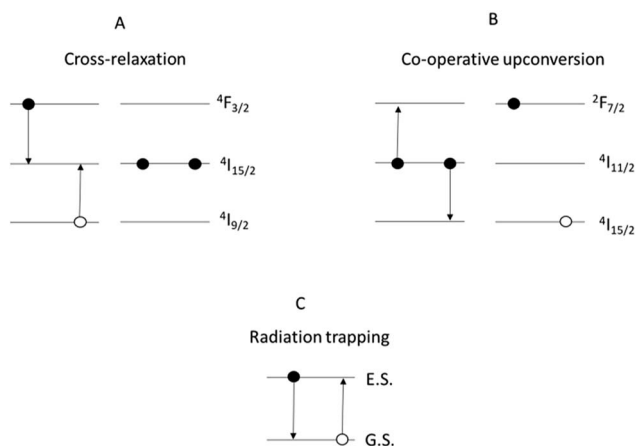 A
Cross-relaxation
⁴F₃/₂
⁴I₁₅/₂
⁴I₉/₂
B
Co-operative upconversion
²F₇/₂
⁴I₁₁/₂
⁴I₁₅/₂
C
Radiation trapping
E.S.
G.S.